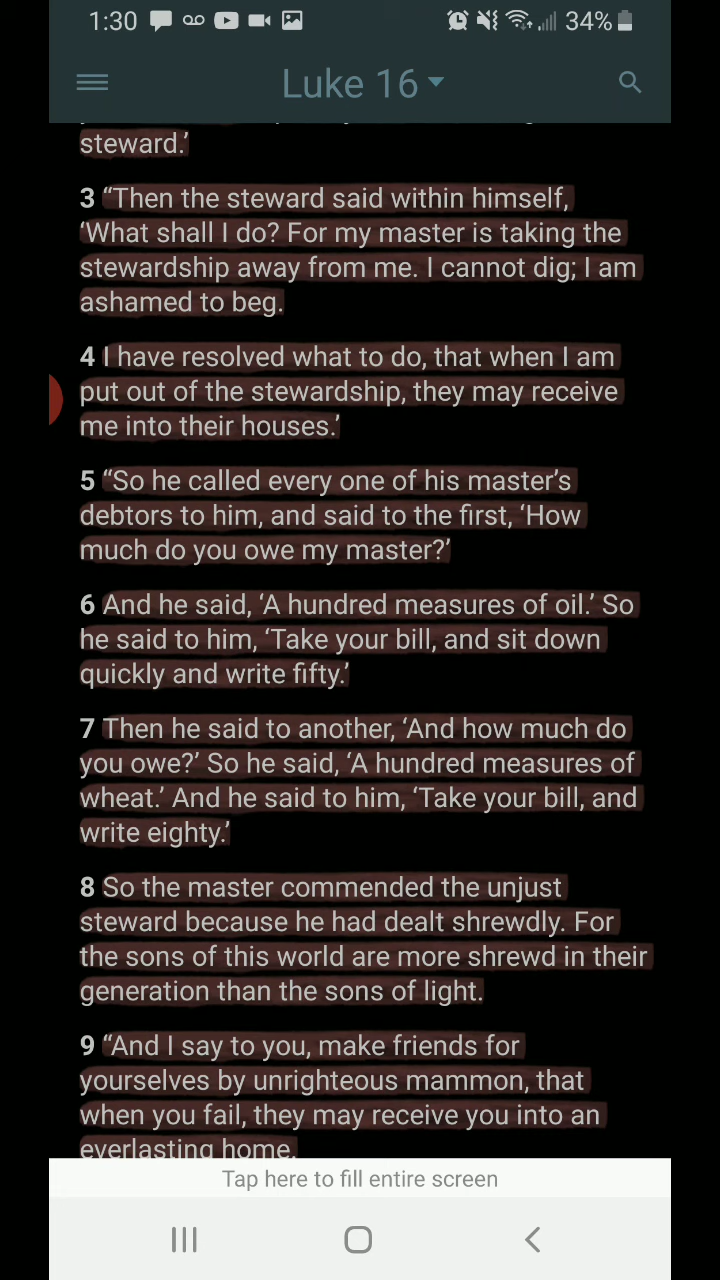 1:30 34%
Luke 16
steward.’
3 “Then the steward said within himself,
‘What shall I do? For my master is taking the
stewardship away from me. I cannot dig; I am
ashamed to beg.
4 I have resolved what to do, that when I am
put out of the stewardship, they may receive
me into their houses.’
5 “So he called every one of his master’s
debtors to him, and said to the first, ‘How
much do you owe my master?’
6 And he said, ‘A hundred measures of oil.’ So
he said to him, ‘Take your bill, and sit down
quickly and write fifty.’
7 Then he said to another, ‘And how much do
you owe?’ So he said, ‘A hundred measures of
wheat.’ And he said to him, ‘Take your bill, and
write eighty.’
8 So the master commended the unjust
steward because he had dealt shrewdly. For
the sons of this world are more shrewd in their
generation than the sons of light.
9 “And I say to you, make friends for
yourselves by unrighteous mammon, that
when you fail, they may receive you into an
everlasting home.
Tap here to fill entire screen